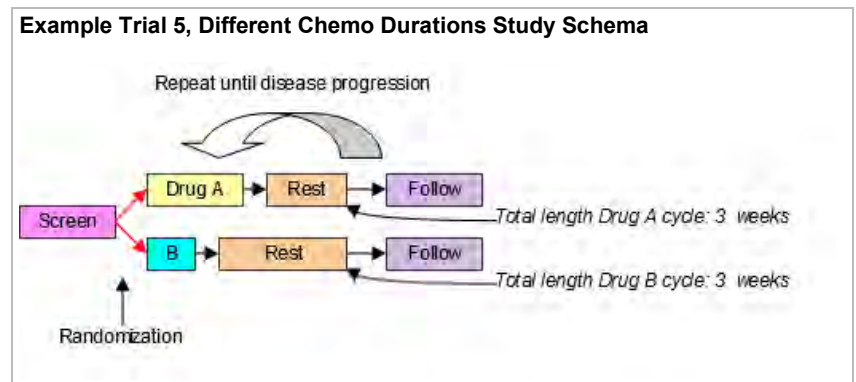 Example Trial 5, Different Chemo Durations Study Schema
Repeat until disease progression
Drug A
Rest
Follow
Screen
Total length Drug A cycle: 3 weeks
B
Rest
Follow
Total length Drug B cycle: 3 weeks
Randomization